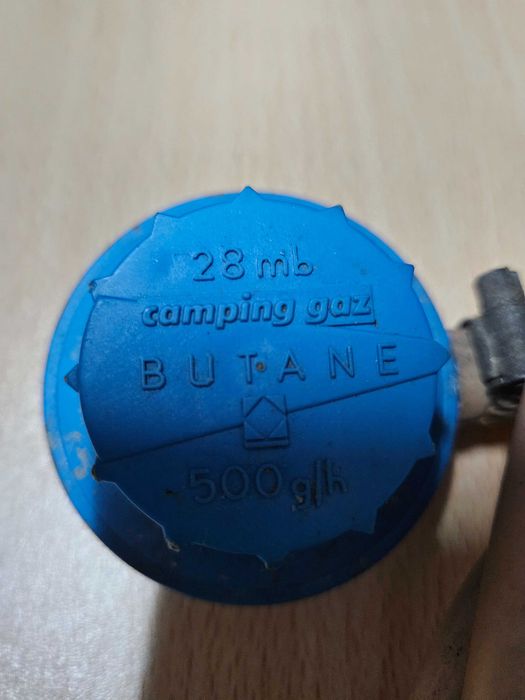 28 mb
camping gaz
BUTANE
500 g/h